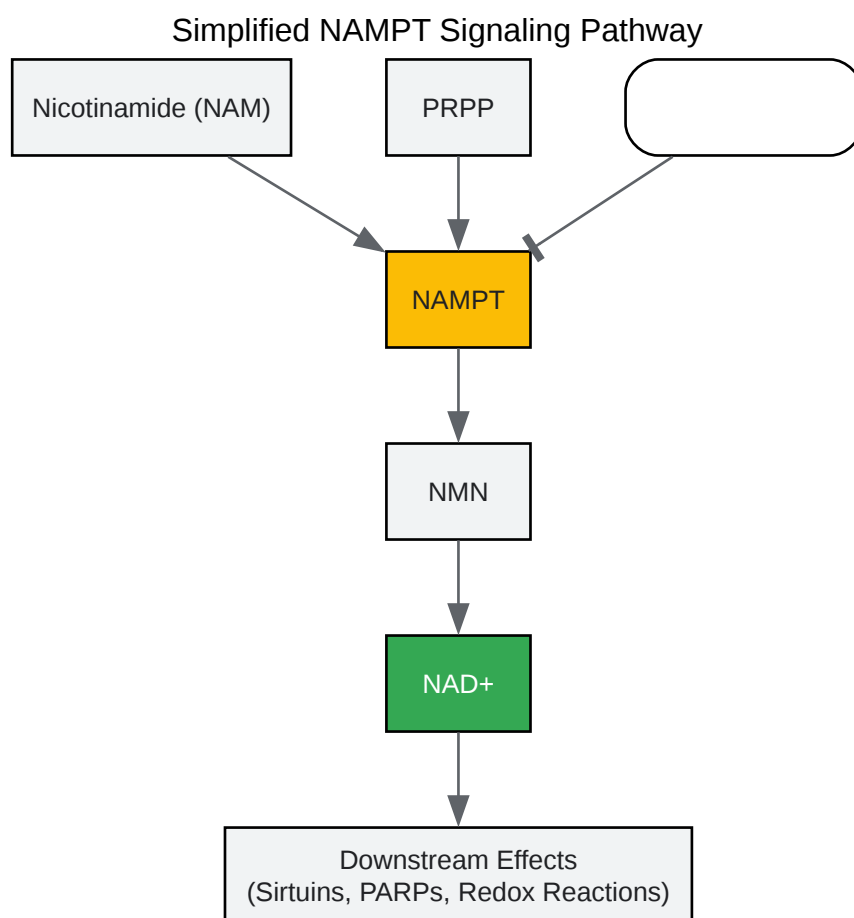 Simplified NAMPT Signaling Pathway
Nicotinamide (NAM)
PRPP
NAMPT
NMN
NAD+
Downstream Effects
(Sirtuins, PARPs, Redox Reactions)